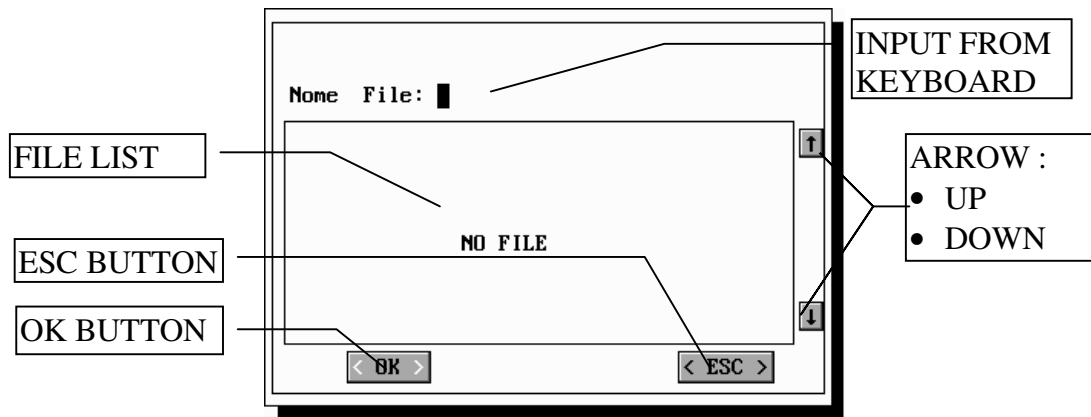 INPUT FROM
KEYBOARD
Nome File:
FILE LIST
↑
ARROW :
• UP
• DOWN
NO FILE
ESC BUTTON
OK BUTTON
↓
< OK >
< ESC >